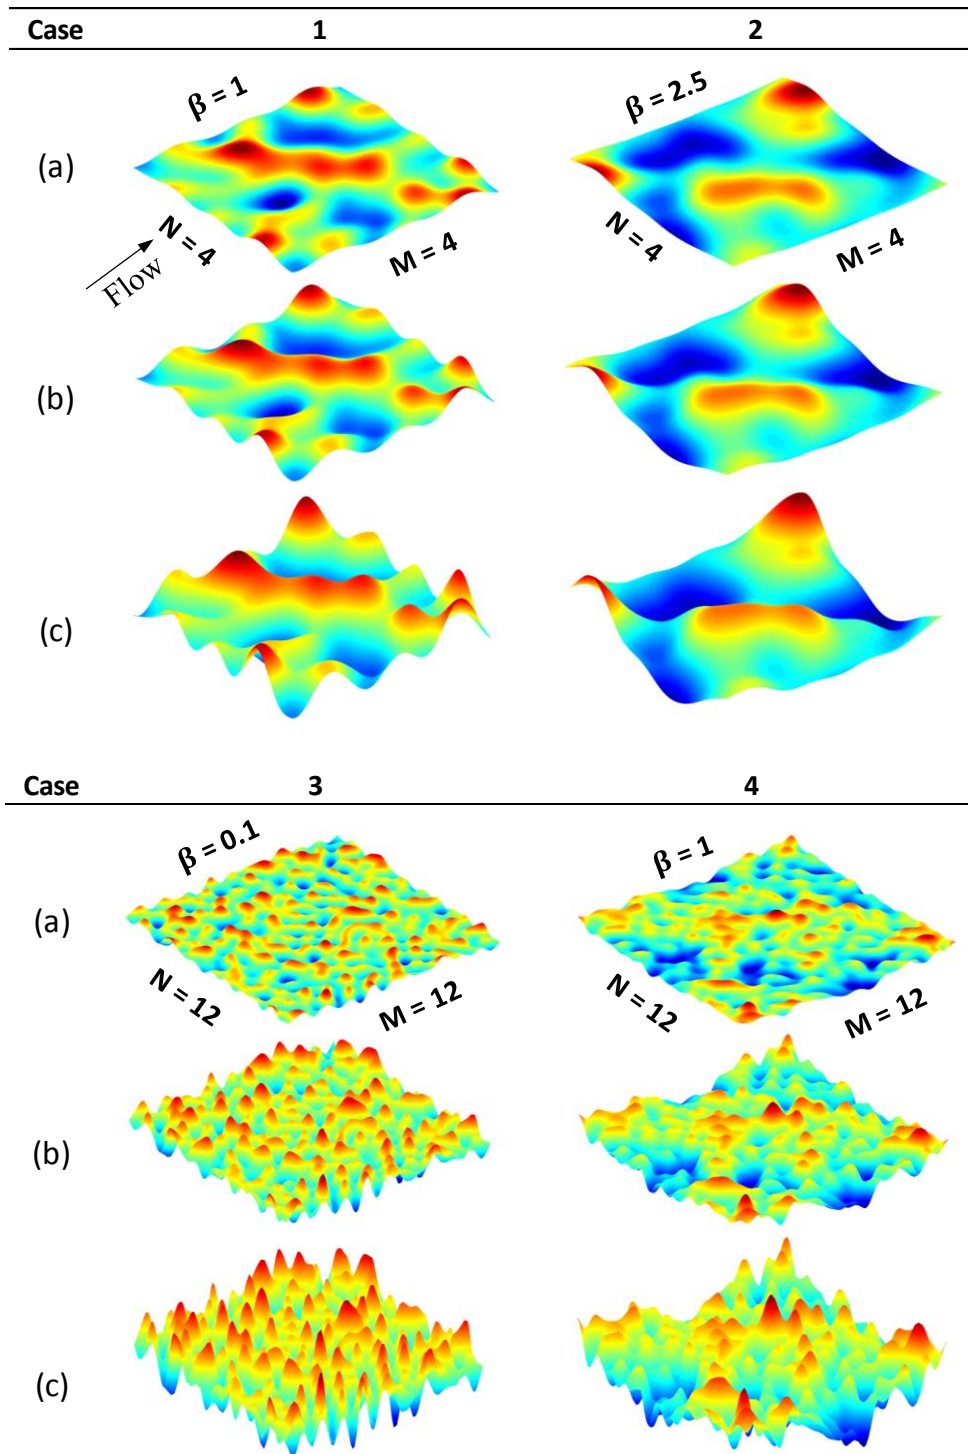 Case 1 2
β = 1 β = 2.5
(a)
N = 4 M = 4 N = 4 M = 4
Flow
(b)
(c)
Case 3 4
β = 0.1 β = 1
(a)
N = 12 M = 12 N = 12 M = 12
(b)
(c)